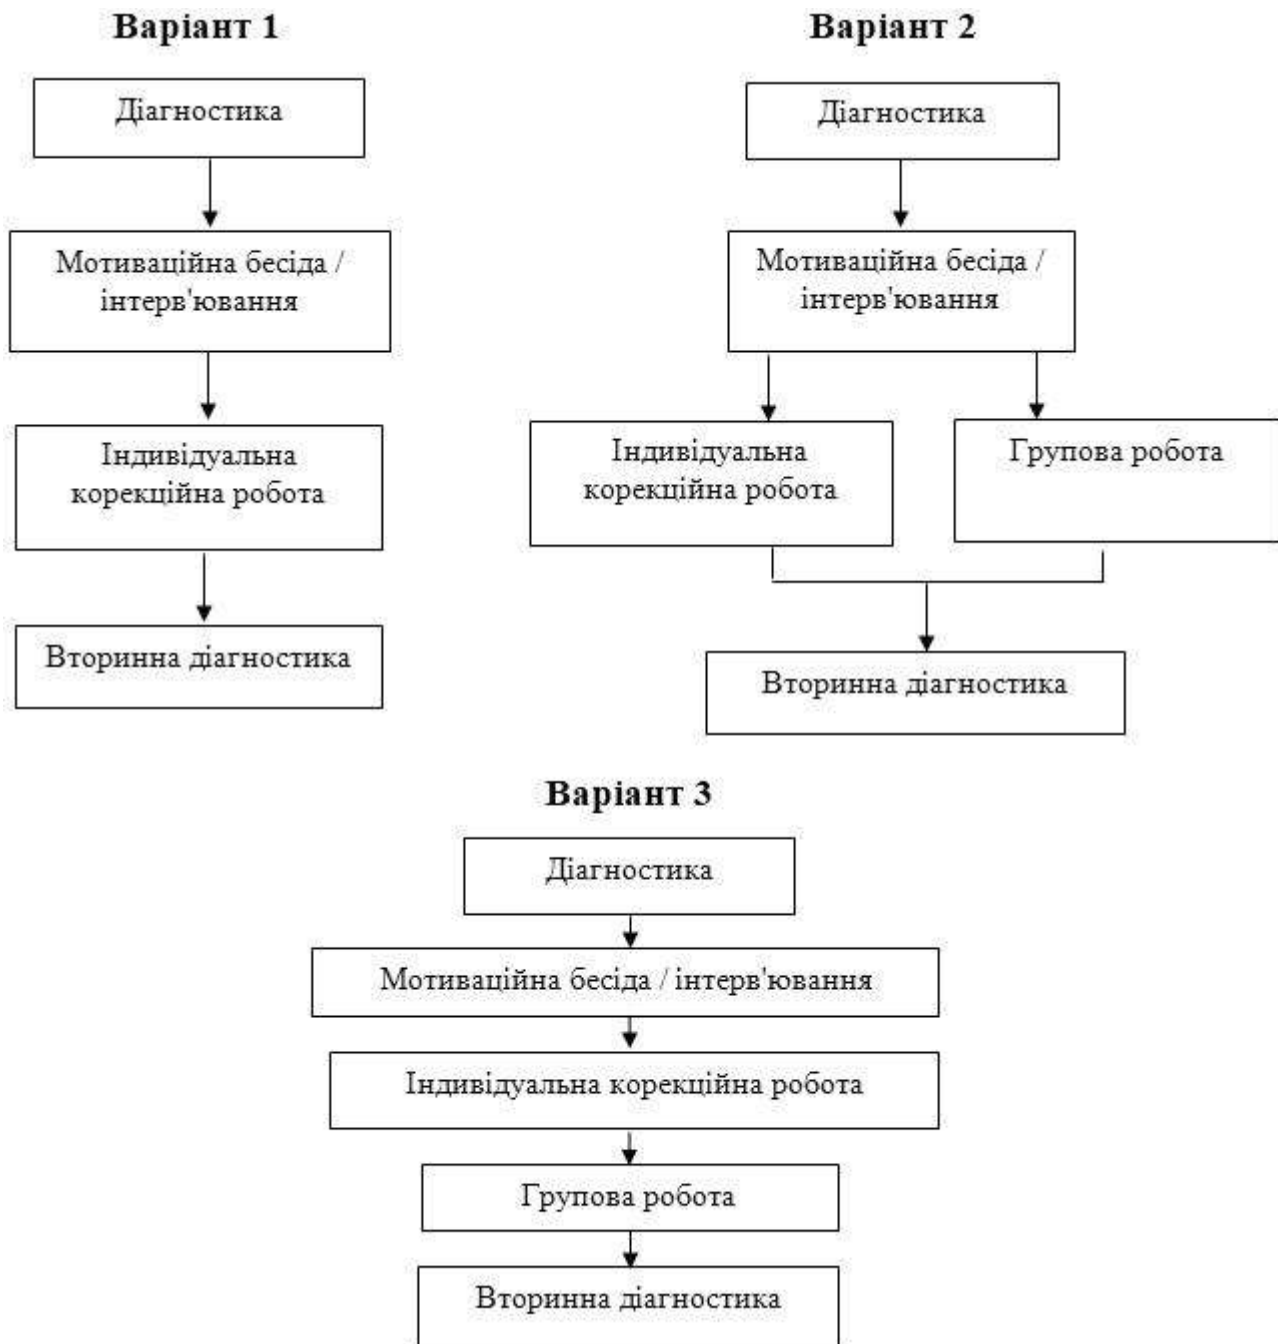 Варіант 1
Діагностика
Мотиваційна бесіда /
інтерв'ювання
Індивідуальна
корекційна робота
Вторинна діагностика
Варіант 2
Діагностика
Мотиваційна бесіда /
інтерв'ювання
Індивідуальна
корекційна робота
Групова робота
Вторинна діагностика
Варіант 3
Діагностика
Мотиваційна бесіда / інтерв'ювання
Індивідуальна корекційна робота
Групова робота
Вторинна діагностика